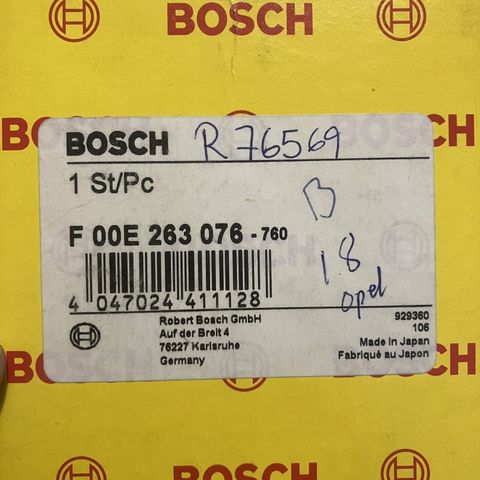 BOSCH
BOSCH
BOSCH
BOSCH R76569
1 St/Pc
B
F 00E 263 076 - 760
1.8
opel
4 047024 411128
Robert Bosch GmbH
Auf der Breit 4
76227 Karlsruhe
Germany
929360
106
Made in Japan
Fabriqué au Japon
BOSCH
BOSCH
BOSCH
BOSCH